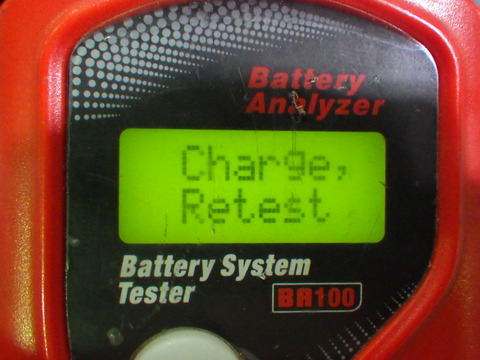 Battery
Analyzer
Charge,
Retest
Battery System
Tester
BA100